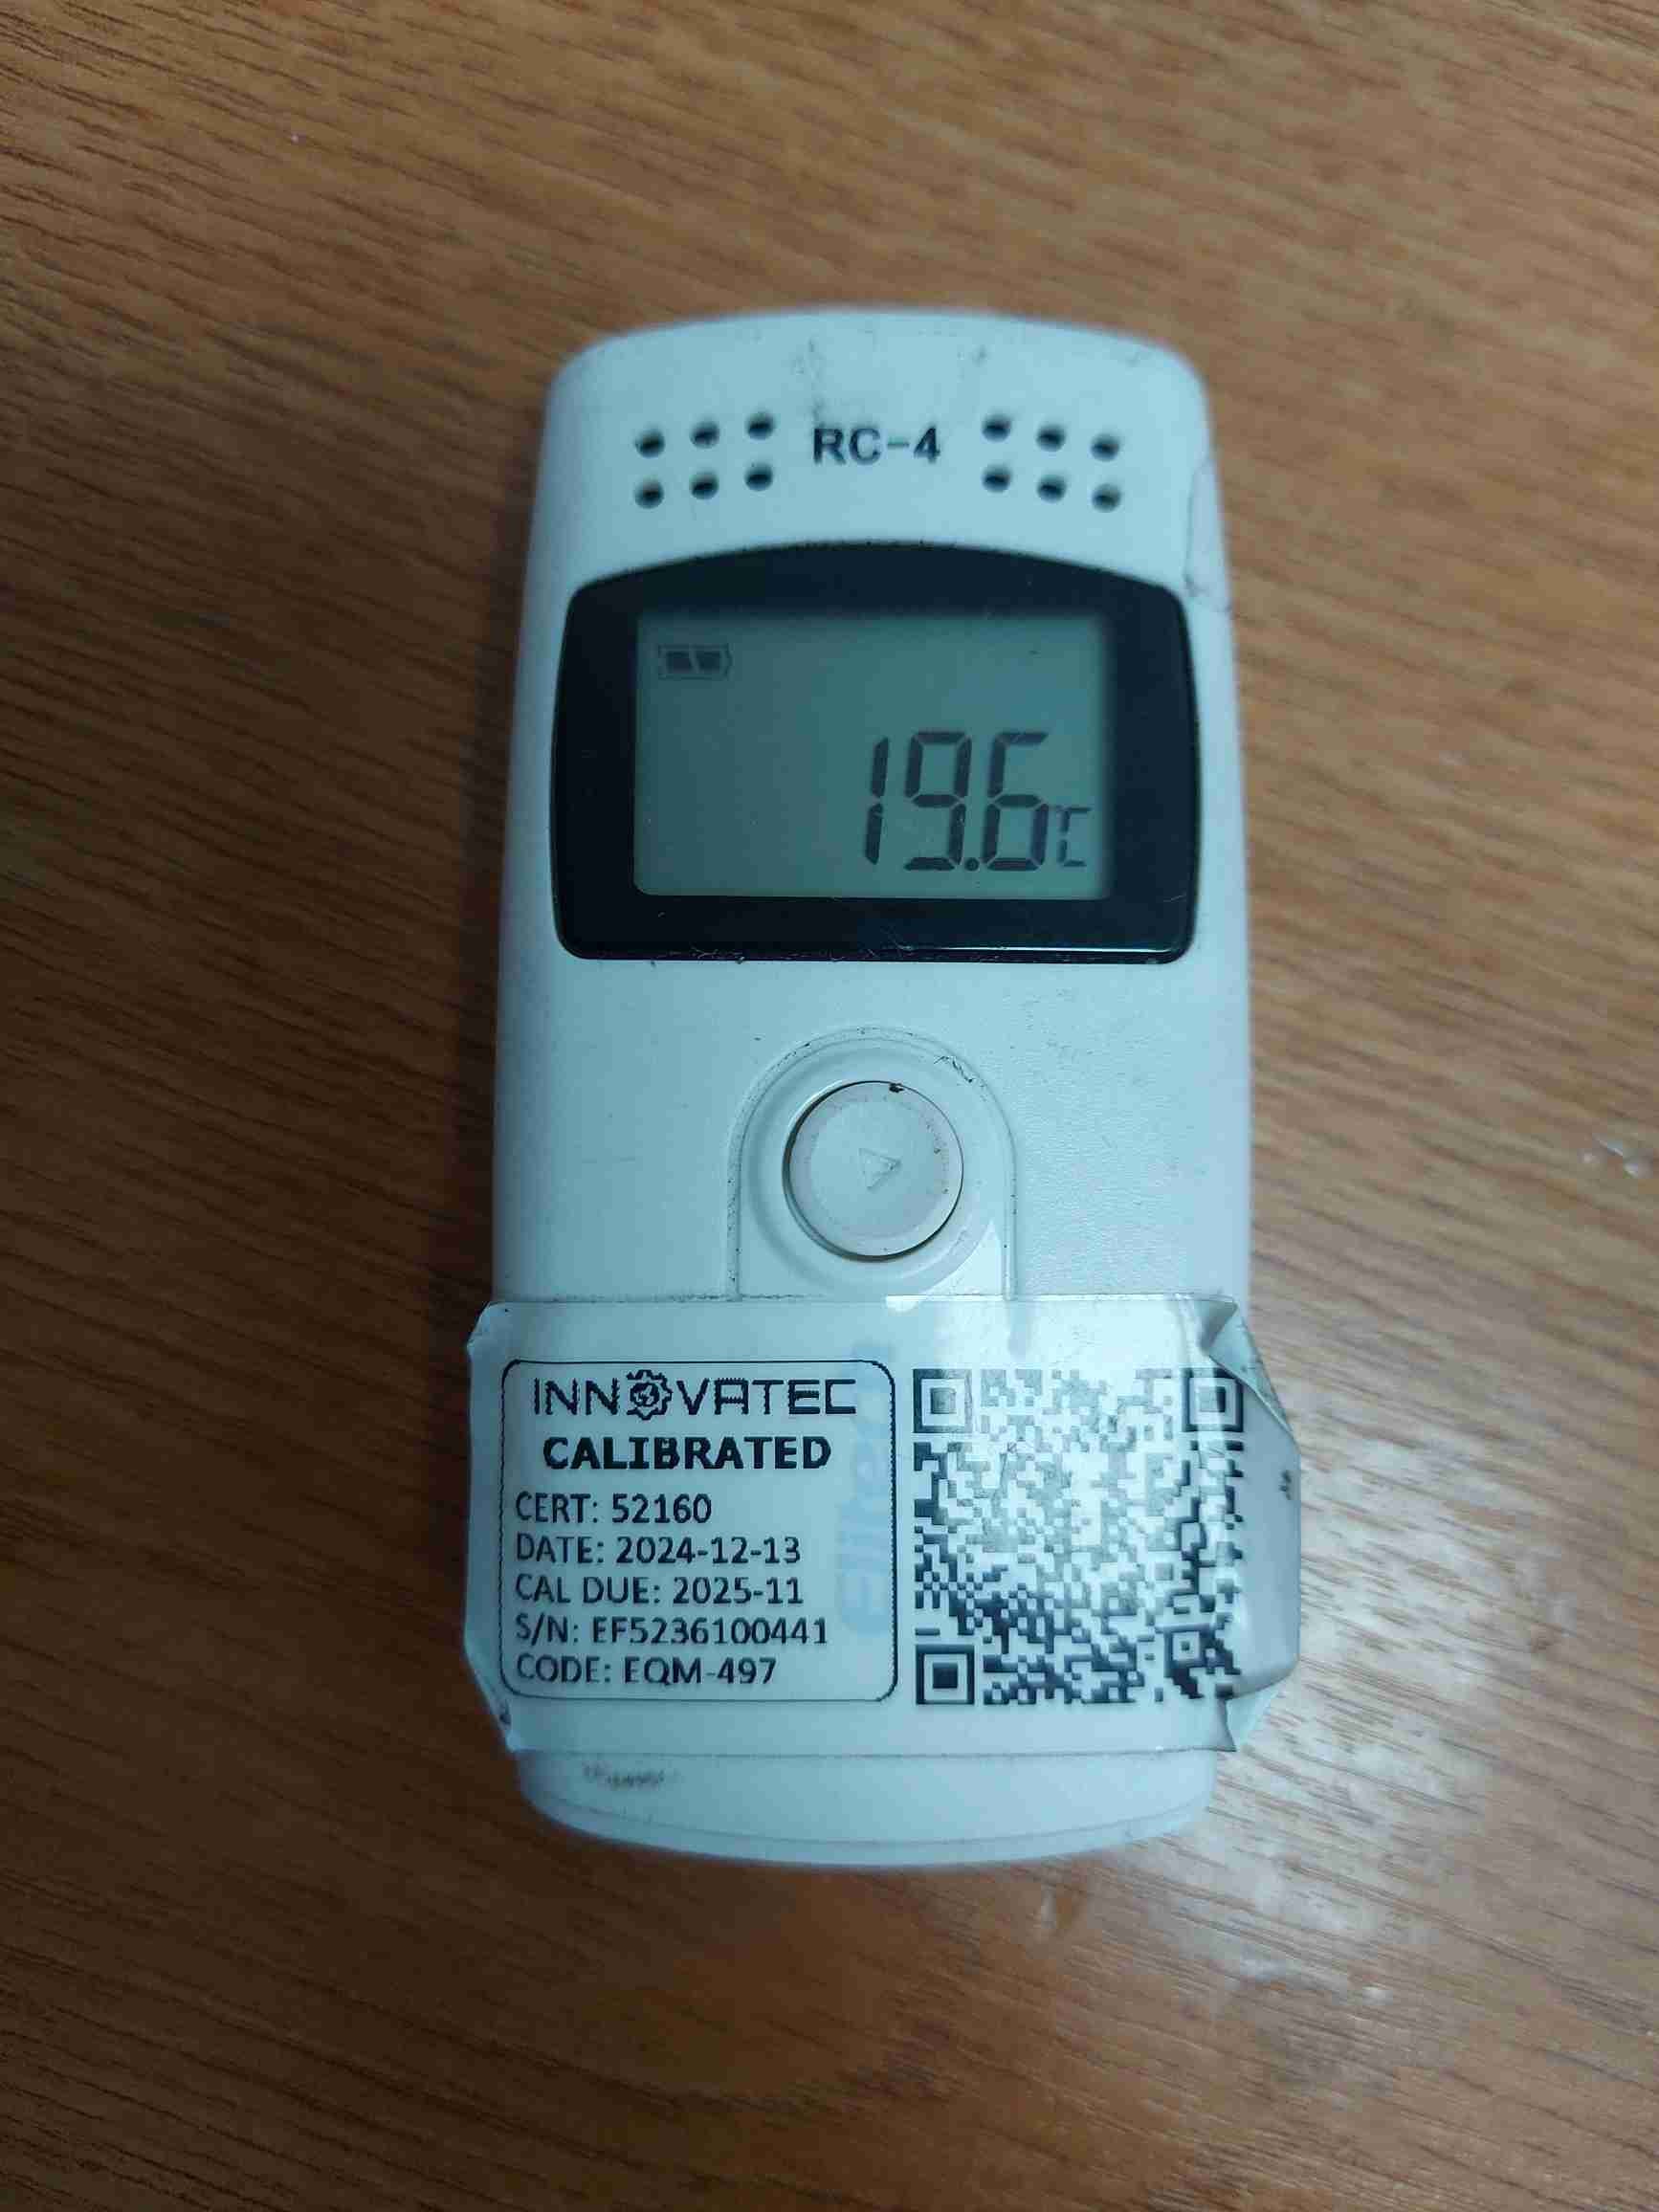 RC-4
19.6℃
INNOVATEC
CALIBRATED
CERT: 52160
DATE: 2024-12-13
CAL DUE: 2025-11
S/N: EF5236100441
CODE: EQM-497
Elitech